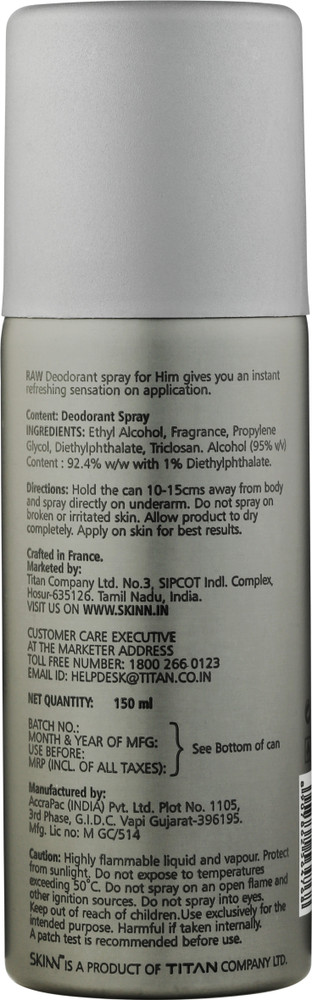 RAW Deodorant spray for Him gives you an instant
refreshing sensation on application.
Content: Deodorant Spray
INGREDIENTS: Ethyl Alcohol, Fragrance, Propylene
Glycol, Diethylphthalate, Triclosan. Alcohol (95% v/v)
Content : 92.4% w/w with 1% Diethylphthalate.
Directions: Hold the can 10-15cms away from body
and spray directly on underarm. Do not spray on
broken or irritated skin. Allow product to dry
completely. Apply on skin for best results.
Crafted in France.
Marketed by:
Titan Company Ltd. No.3, SIPCOT Indl. Complex,
Hosur-635126. Tamil Nadu, India.
VISIT US ON WWW.SKINN.IN
CUSTOMER CARE EXECUTIVE
AT THE MARKETER ADDRESS
TOLL FREE NUMBER: 1800 266 0123
EMAIL ID: HELPDESK@TITAN.CO.IN
NET QUANTITY: 150 ml
BATCH NO.:
MONTH & YEAR OF MFG:
USE BEFORE:
MRP (INCL. OF ALL TAXES):
See Bottom of can
Manufactured by:
AccraPac (INDIA) Pvt. Ltd. Plot No. 1105,
3rd Phase, G.I.D.C. Vapi Gujarat-396195.
Mfg. Lic no: M GC/514
Caution: Highly flammable liquid and vapour. Protect
from sunlight, Do not expose to temperatures
exceeding 50°C. Do not spray on an open flame and
other ignition sources. Do not spray into eyes.
Keep out of reach of children.Use exclusively for the
intended purpose. Harmful if taken internally.
A patch test is recommended before use.
SKINN IS A PRODUCT OF TITAN COMPANY LTD.